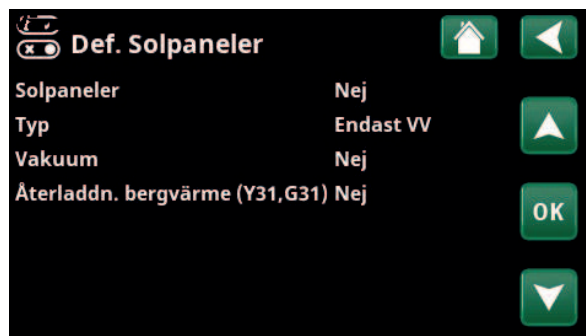 Def. Solpaneler
Solpaneler Nej
Typ Endast VV
Vakuum Nej
Återladdn. bergvärme (Y31,G31) Nej
OK